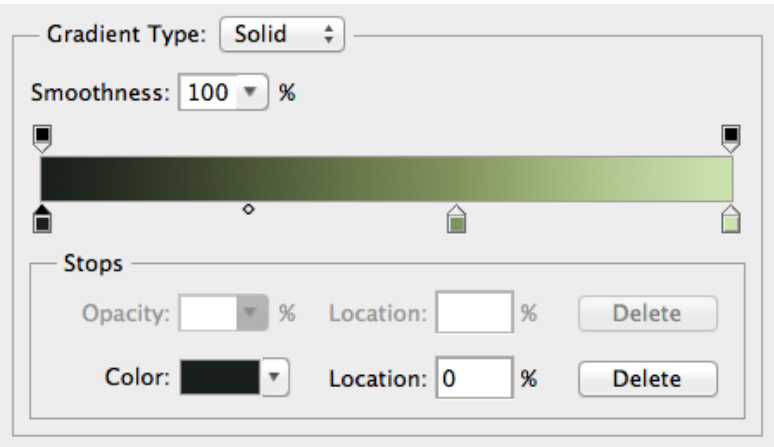 Gradient Type: Solid
Smoothness: 100 %
Stops
Opacity: % Location: % Delete
Color: Location: 0 % Delete